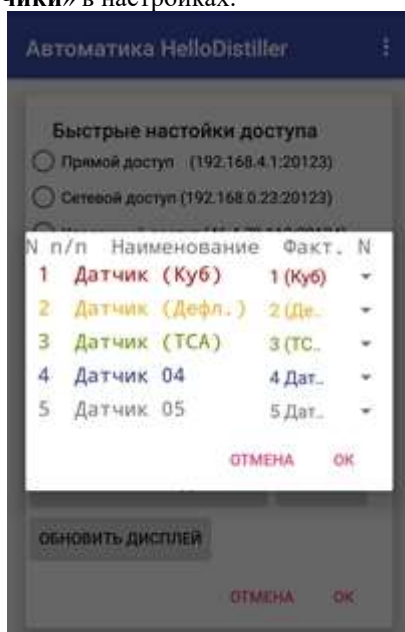 чики» в настройках.
Автоматика HelloDistiller
Быстрые настойки доступа
Прямой доступ (192.168.4.1:20123)
Сетевой доступ (192.168.0.23:20123)
N п/п Наименование Факт. N
1 Датчик (Куб) 1 (Куб)
2 Датчик (Дефл.) 2 (Де..
3 Датчик (ТСА) 3 (ТС..
4 Датчик 04 4 Дат..
5 Датчик 05 5 Дат..
ОТМЕНА ОК
ОБНОВИТЬ ДИСПЛЕЙ
ОТМЕНА ОК